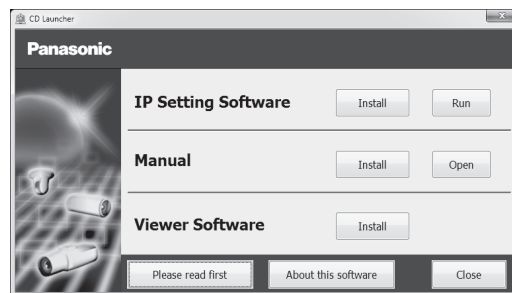 CD Launcher
Panasonic
IP Setting Software Install Run
Manual Install Open
Viewer Software Install
Please read first About this software Close